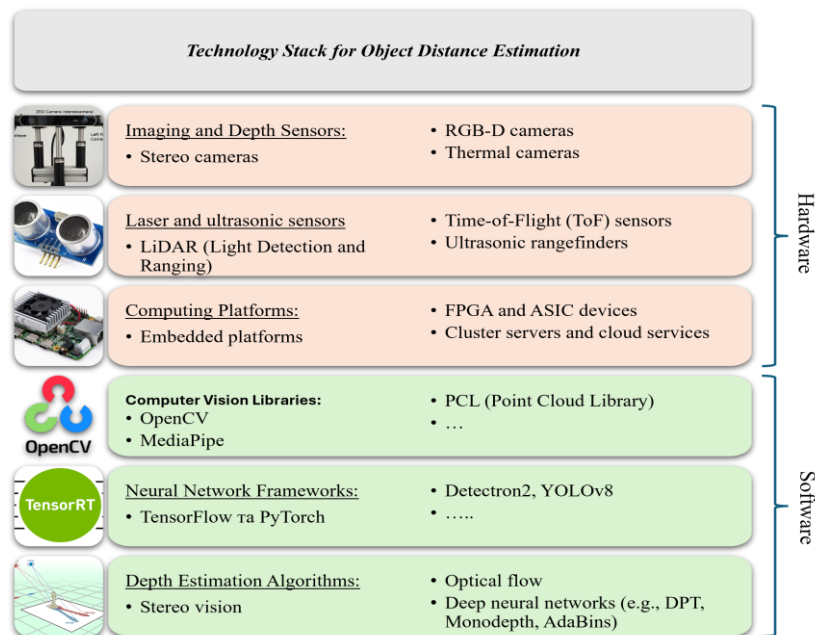 Technology Stack for Object Distance Estimation
Imaging and Depth Sensors:
• Stereo cameras
• RGB-D cameras
• Thermal cameras
Laser and ultrasonic sensors
• LiDAR (Light Detection and
Ranging)
• Time-of-Flight (ToF) sensors
• Ultrasonic rangefinders
Computing Platforms:
• Embedded platforms
• FPGA and ASIC devices
• Cluster servers and cloud services
Hardware
OpenCV
Computer Vision Libraries:
• OpenCV
• MediaPipe
• PCL (Point Cloud Library)
• …
TensorRT
Neural Network Frameworks:
• TensorFlow та PyTorch
• Detectron2, YOLOv8
• …..
Depth Estimation Algorithms:
• Stereo vision
• Optical flow
• Deep neural networks (e.g., DPT,
Monodepth, AdaBins)
Software